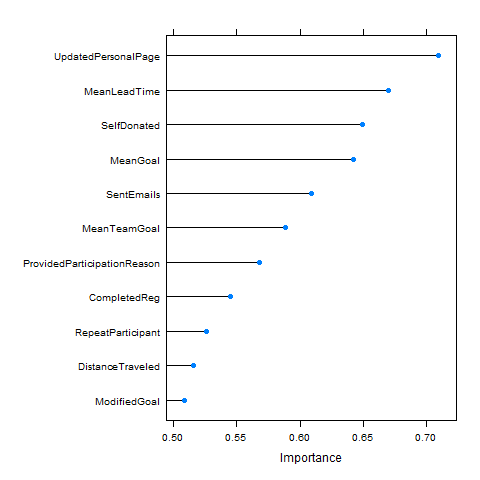 UpdatedPersonalPage
MeanLeadTime
SelfDonated
MeanGoal
SentEmails
MeanTeamGoal
ProvidedParticipationReason
CompletedReg
RepeatParticipant
DistanceTraveled
ModifiedGoal
0.50 0.55 0.60 0.65 0.70
Importance